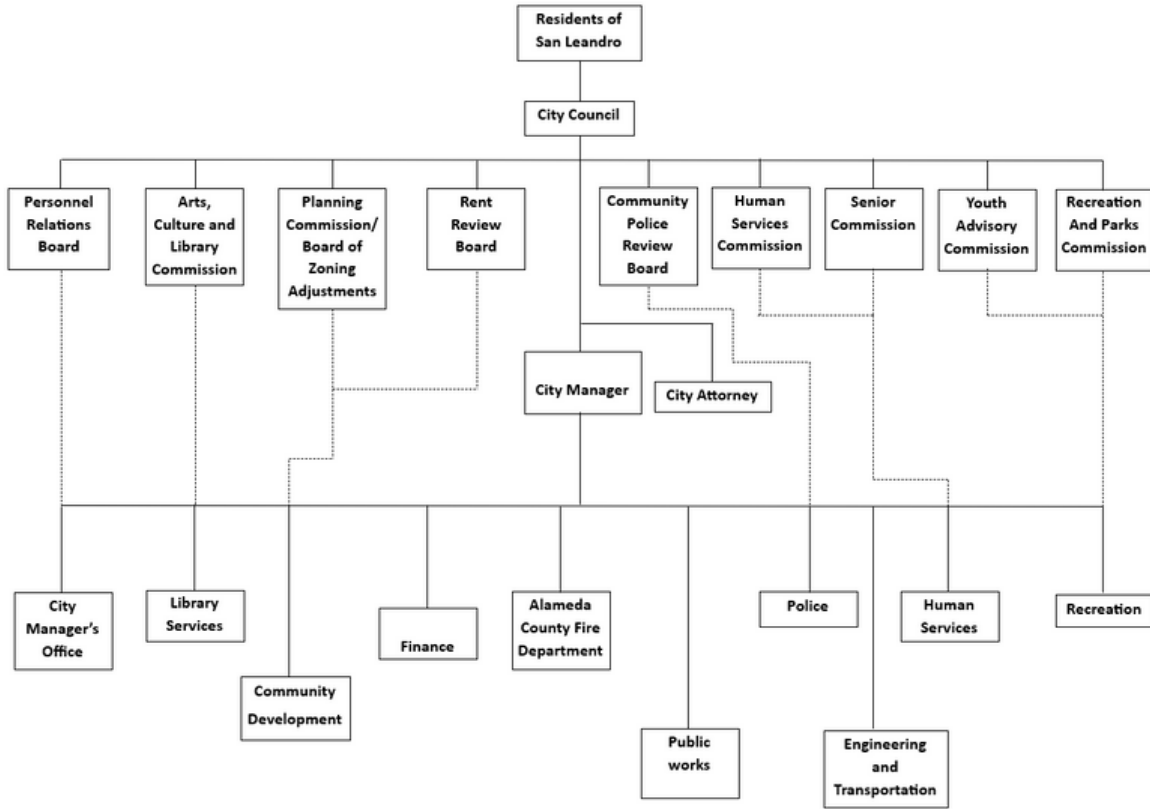 Residents of
San Leandro
City Council
Personnel
Relations
Board
Arts,
Culture and
Library
Commission
Planning
Commission/
Board of
Zoning
Adjustments
Rent
Review
Board
Community
Police
Review
Board
Human
Services
Commission
Senior
Commission
Youth
Advisory
Commission
Recreation
And Parks
Commission
City Manager
City Attorney
City
Manager's
Office
Library
Services
Community
Development
Finance
Alameda
County Fire
Department
Public
works
Police
Engineering
and
Transportation
Human
Services
Recreation